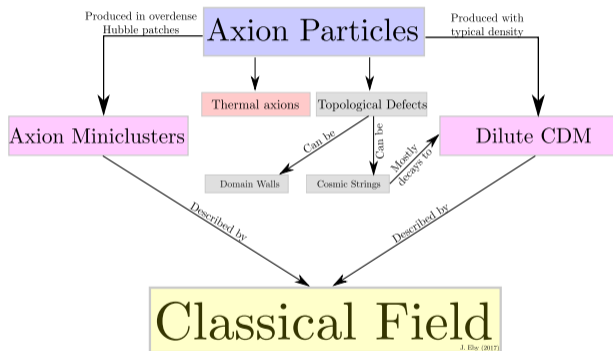 Produced in overdense
Hubble patches
Axion Particles
Produced with
typical density
Thermal axions
Topological Defects
Axion Miniclusters
Can be
Can be
Mostly
decays to
Dilute CDM
Domain Walls
Cosmic Strings
Described by
Described by
Classical Field
J. Eby (2017)